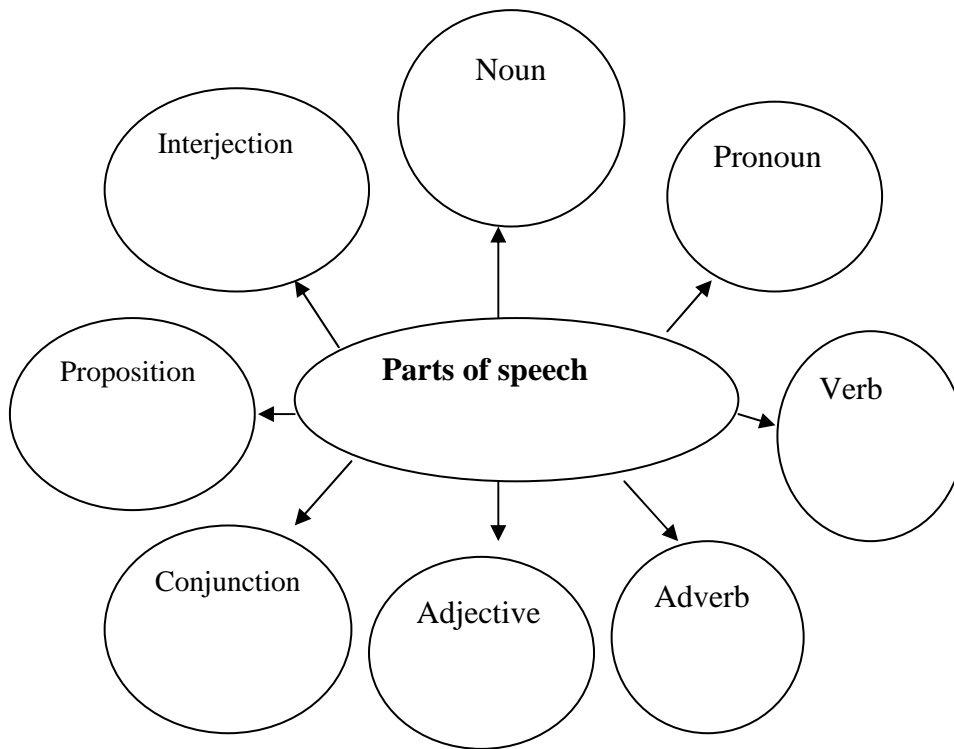 Noun
Interjection
Pronoun
Proposition
Parts of speech
Verb
Conjunction
Adjective
Adverb